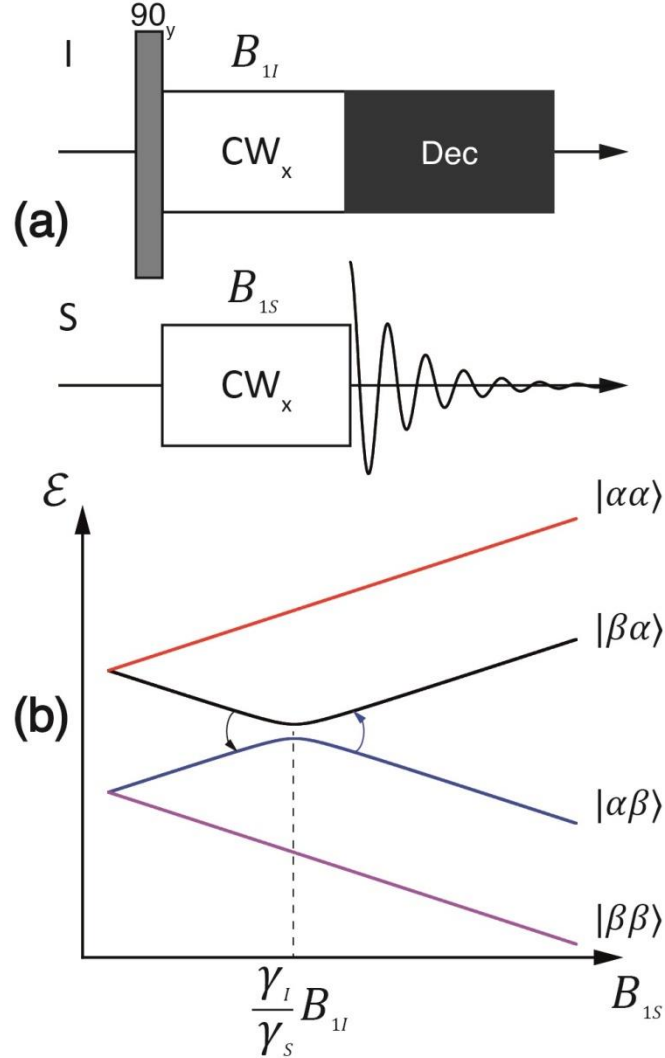 90y
I
B1I
CWx
Dec
(a)
S
B1S
CWx
ℰ
|αα⟩
|βα⟩
(b)
|αβ⟩
|ββ⟩
γI/γS B1I
B1S